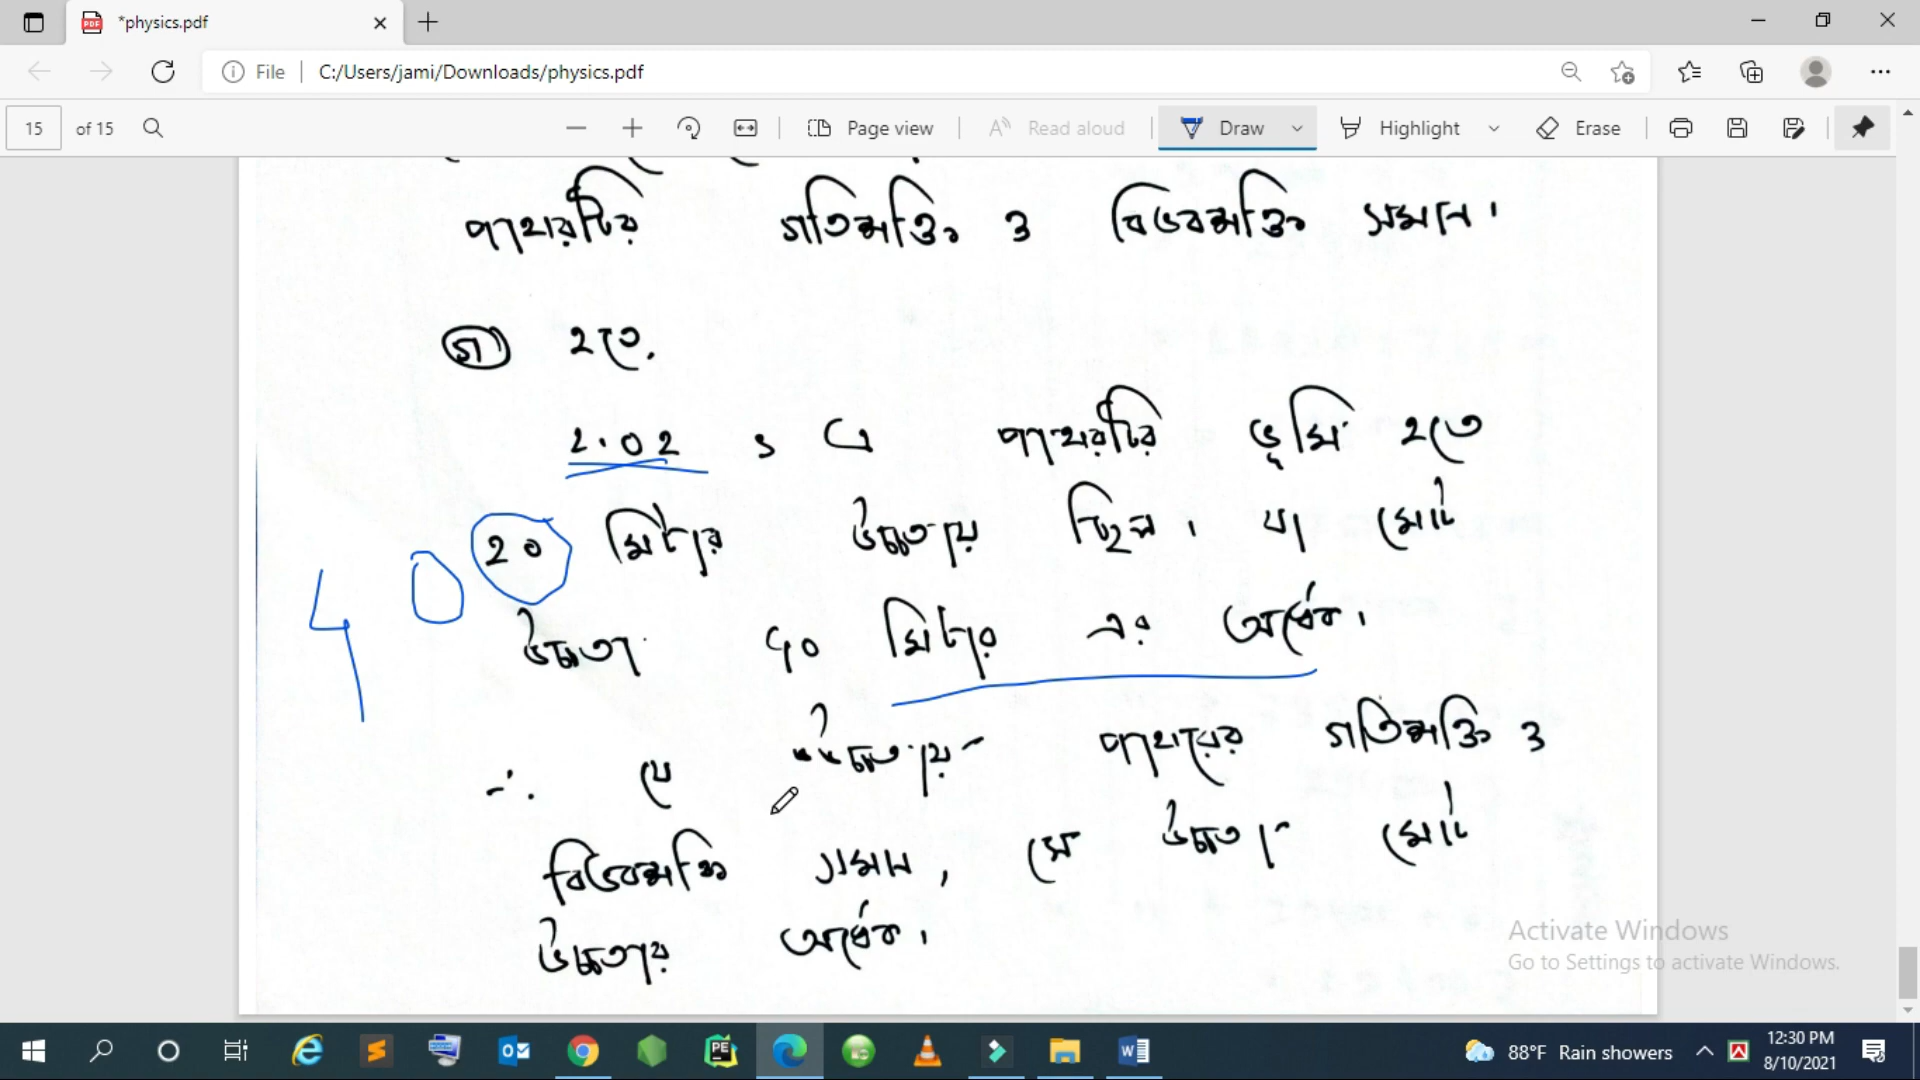 *physics.pdf
File C:/Users/jami/Downloads/physics.pdf
15 of 15 Page view Read aloud Draw Highlight Erase
পাথরটির গতিশক্তি ও বিভবশক্তি সমান।
গ) হতে,
2.02 s এ পাথরটির ভূমি হতে
20 মিটার উচ্চতায় ছিল। যা মোট
40
উচ্চতা 40 মিটার এর অর্ধেক।
∴ যে উচ্চতায় পাথরের গতিশক্তি ও
বিভবশক্তি সমান, সে উচ্চতা মোট
উচ্চতার অর্ধেক।
Activate Windows
Go to Settings to activate Windows.
88°F Rain showers
12:30 PM
8/10/2021